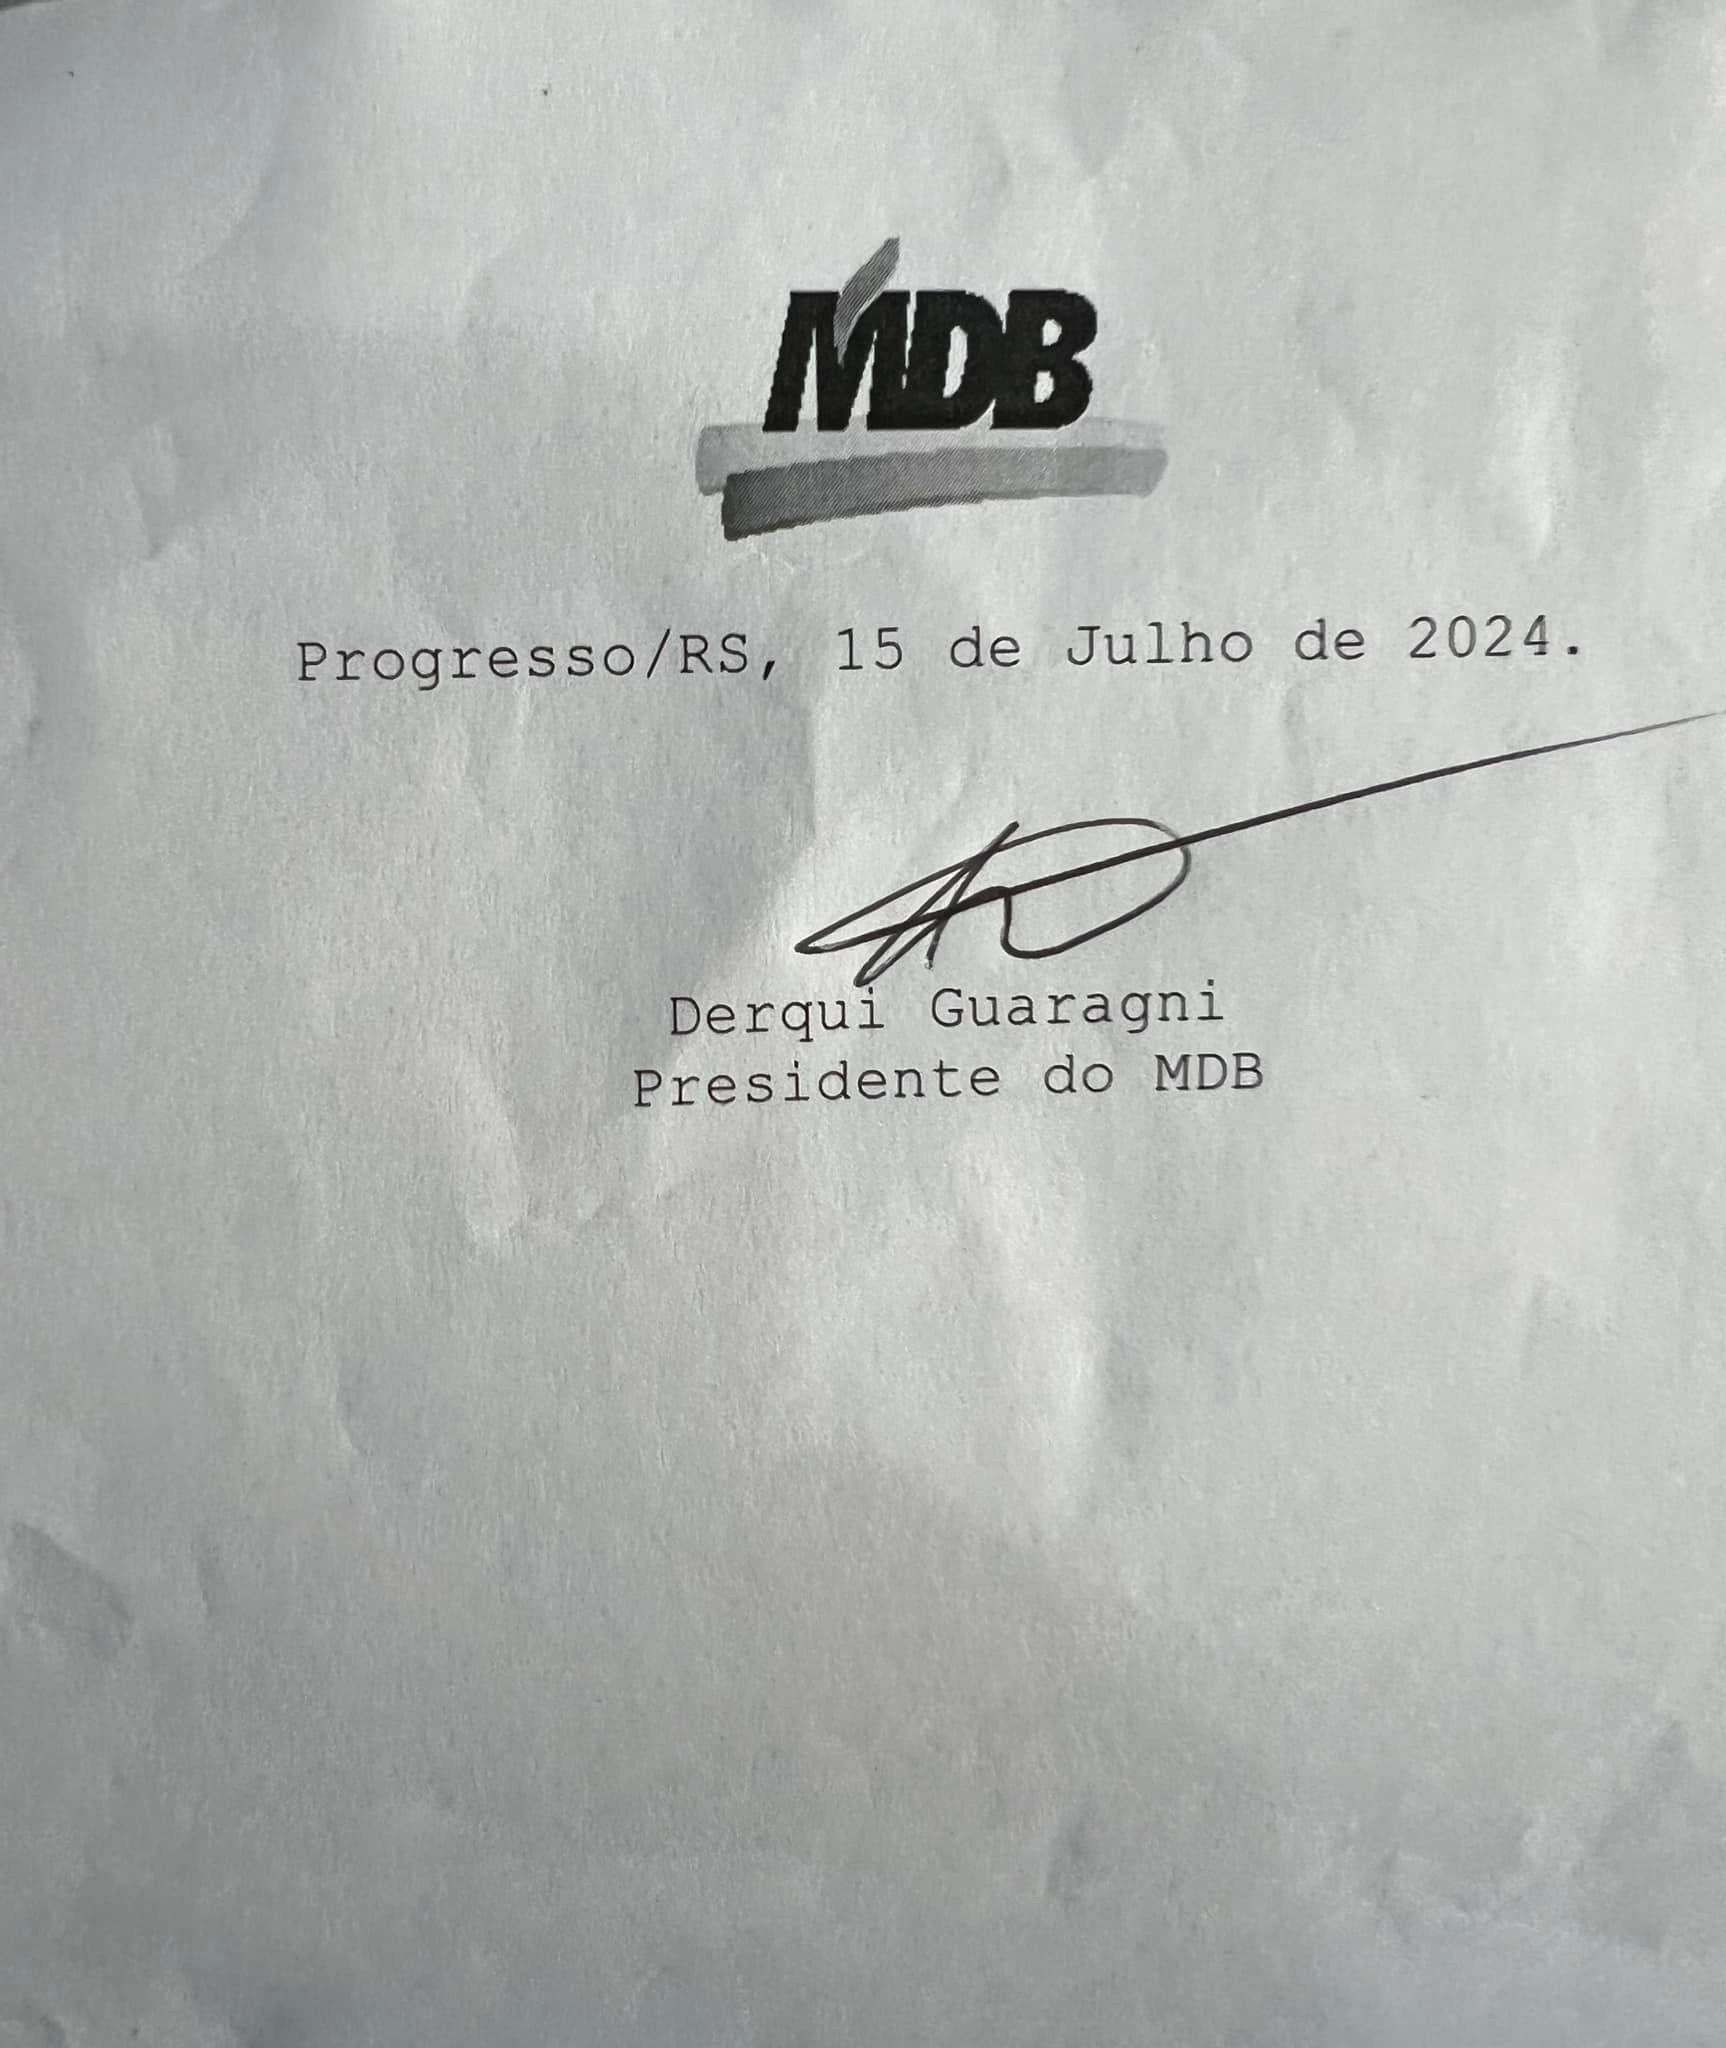 MDB
Progresso/RS, 15 de Julho de 2024.
Derqui Guaragni
Presidente do MDB